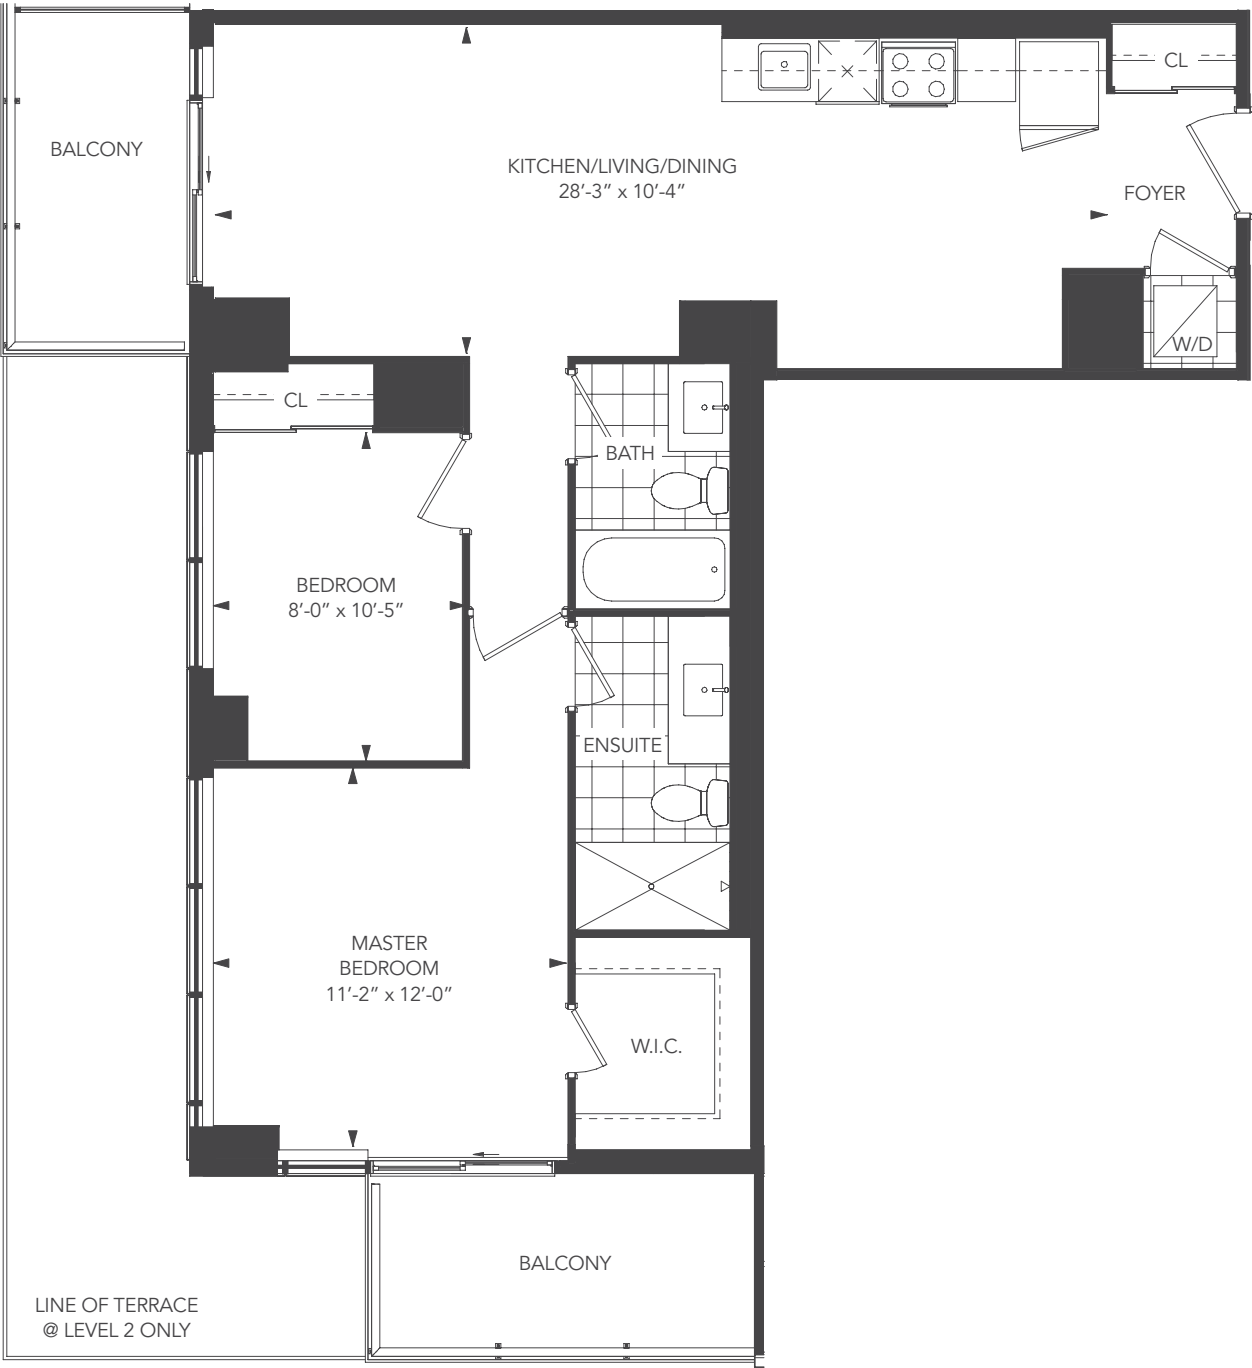 CL
BALCONY
KITCHEN/LIVING/DINING
28'-3" x 10'-4"
FOYER
W/D
CL
BATH
BEDROOM
8'-0" x 10'-5"
ENSUITE
MASTER
BEDROOM
11'-2" x 12'-0"
W.I.C.
BALCONY
LINE OF TERRACE
@ LEVEL 2 ONLY